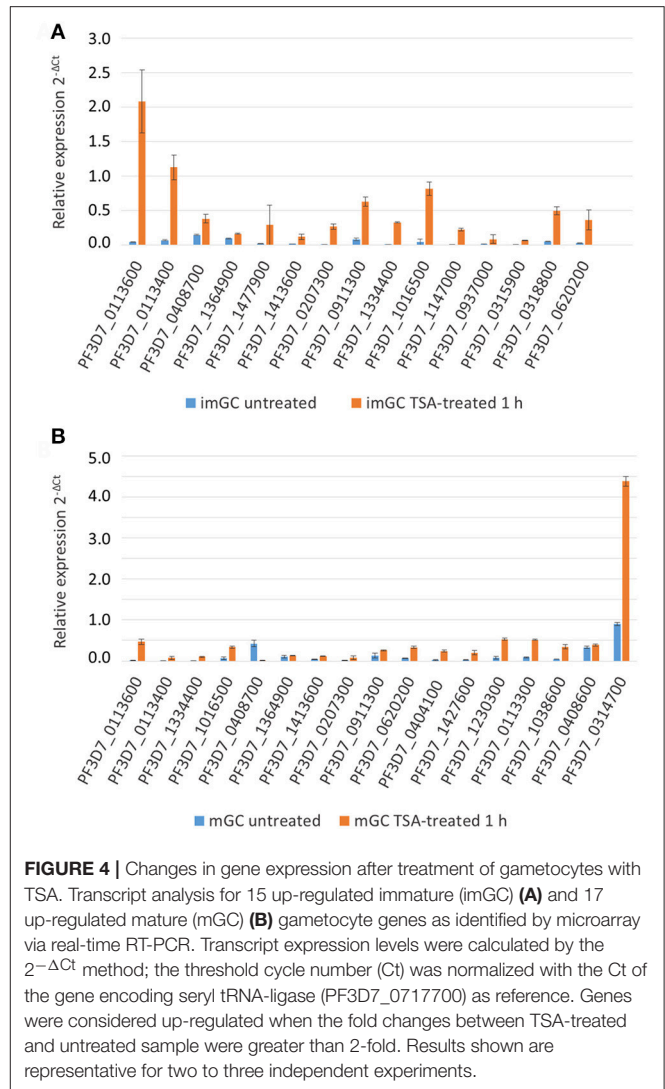 A
3.0
2.5
2.0
1.5
1.0
0.5
0.0
Relative expression 2-ΔCt
PF3D7_0113600
PF3D7_0113400
PF3D7_0408700
PF3D7_1364900
PF3D7_1477900
PF3D7_1413600
PF3D7_0207300
PF3D7_0911300
PF3D7_1334400
PF3D7_1016500
PF3D7_1147000
PF3D7_0937000
PF3D7_0315900
PF3D7_0318800
PF3D7_0620200
imGC untreated imGC TSA-treated 1 h
B
5.0
4.0
2.0
1.0
0.0
Relative expression 2-ΔCt
PF3D7_0113600
PF3D7_0113400
PF3D7_1334400
PF3D7_1016500
PF3D7_0408700
PF3D7_1364900
PF3D7_1413600
PF3D7_0207300
PF3D7_0911300
PF3D7_0620200
PF3D7_0404100
PF3D7_1427600
PF3D7_1230300
PF3D7_0113300
PF3D7_1038600
PF3D7_0408600
PF3D7_0314700
mGC untreated mGC TSA-treated 1 h
FIGURE 4 | Changes in gene expression after treatment of gametocytes with
TSA. Transcript analysis for 15 up-regulated immature (imGC) (A) and 17
up-regulated mature (mGC) (B) gametocyte genes as identified by microarray
via real-time RT-PCR. Transcript expression levels were calculated by the
2−ΔCt method; the threshold cycle number (Ct) was normalized with the Ct of
the gene encoding seryl tRNA-ligase (PF3D7_0717700) as reference. Genes
were considered up-regulated when the fold changes between TSA-treated
and untreated sample were greater than 2-fold. Results shown are
representative for two to three independent experiments.